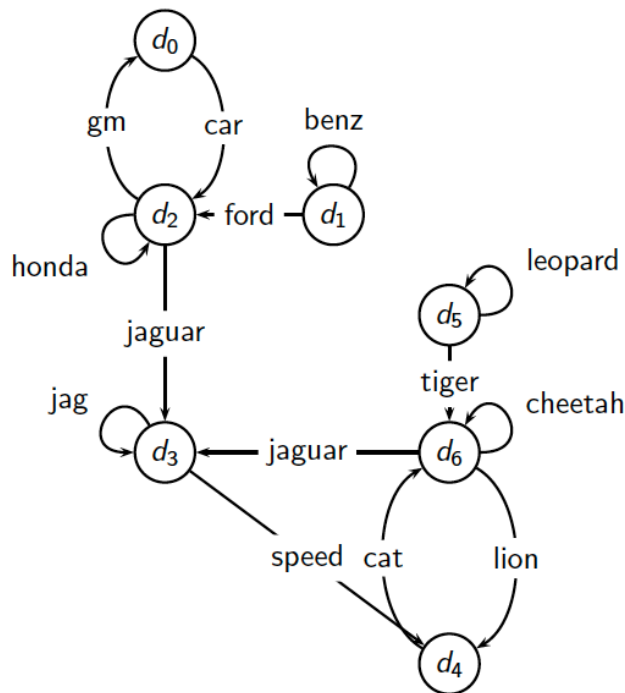 d0
gm
car
benz
d2
ford
d1
honda
leopard
d5
jaguar
tiger
jag
cheetah
d3
jaguar
d6
speed
cat
lion
d4